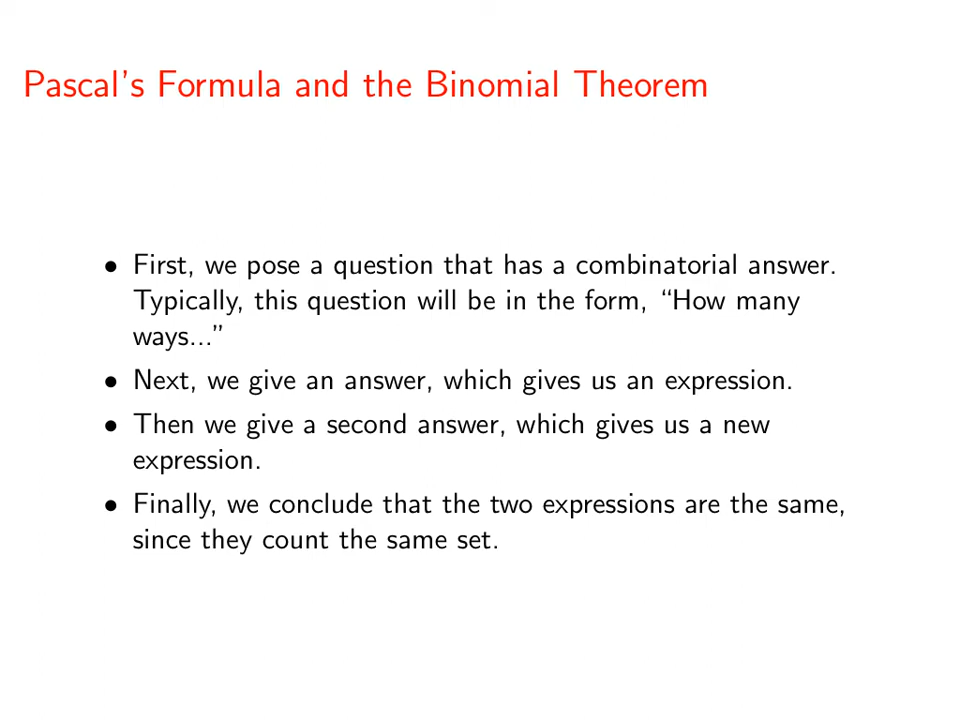 Pascal's Formula and the Binomial Theorem
• First, we pose a question that has a combinatorial answer.
Typically, this question will be in the form, “How many
ways...”
• Next, we give an answer, which gives us an expression.
• Then we give a second answer, which gives us a new
expression.
• Finally, we conclude that the two expressions are the same,
since they count the same set.